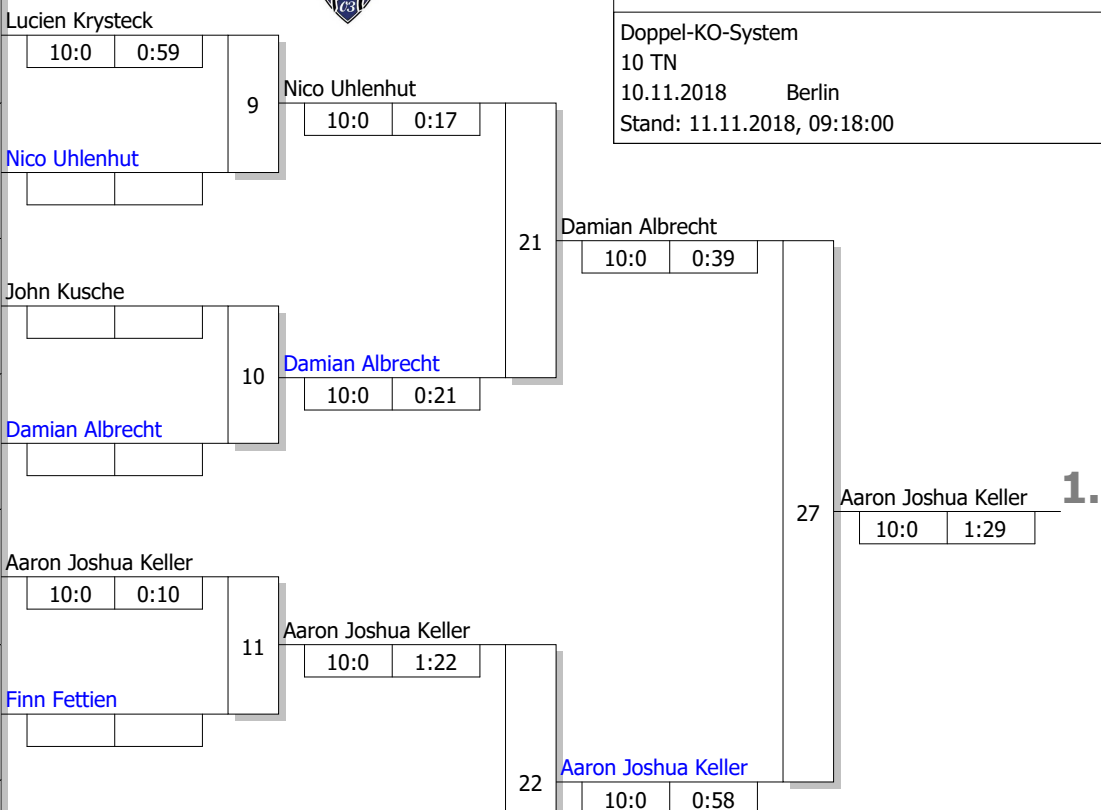 C3
Doppel-KO-System
10 TN
10.11.2018 Berlin
Stand: 11.11.2018, 09:18:00
Lucien Krysteck
10:0 0:59
9
Nico Uhlenhut
10:0 0:17
Nico Uhlenhut
21
Damian Albrecht
10:0 0:39
John Kusche
10
Damian Albrecht
10:0 0:21
Damian Albrecht
27
Aaron Joshua Keller 1.
10:0 1:29
Aaron Joshua Keller
10:0 0:10
11
Aaron Joshua Keller
10:0 1:22
Finn Fettien
22
Aaron Joshua Keller
10:0 0:58